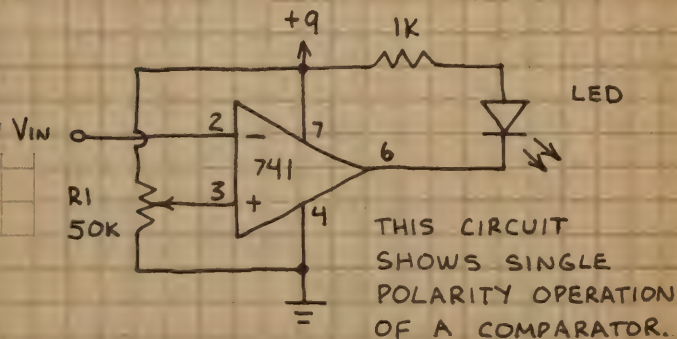 +9
1K
LED
VIN
2
-
7
741
6
R1
50K
3
+
4
THIS CIRCUIT
SHOWS SINGLE
POLARITY OPERATION
OF A COMPARATOR.